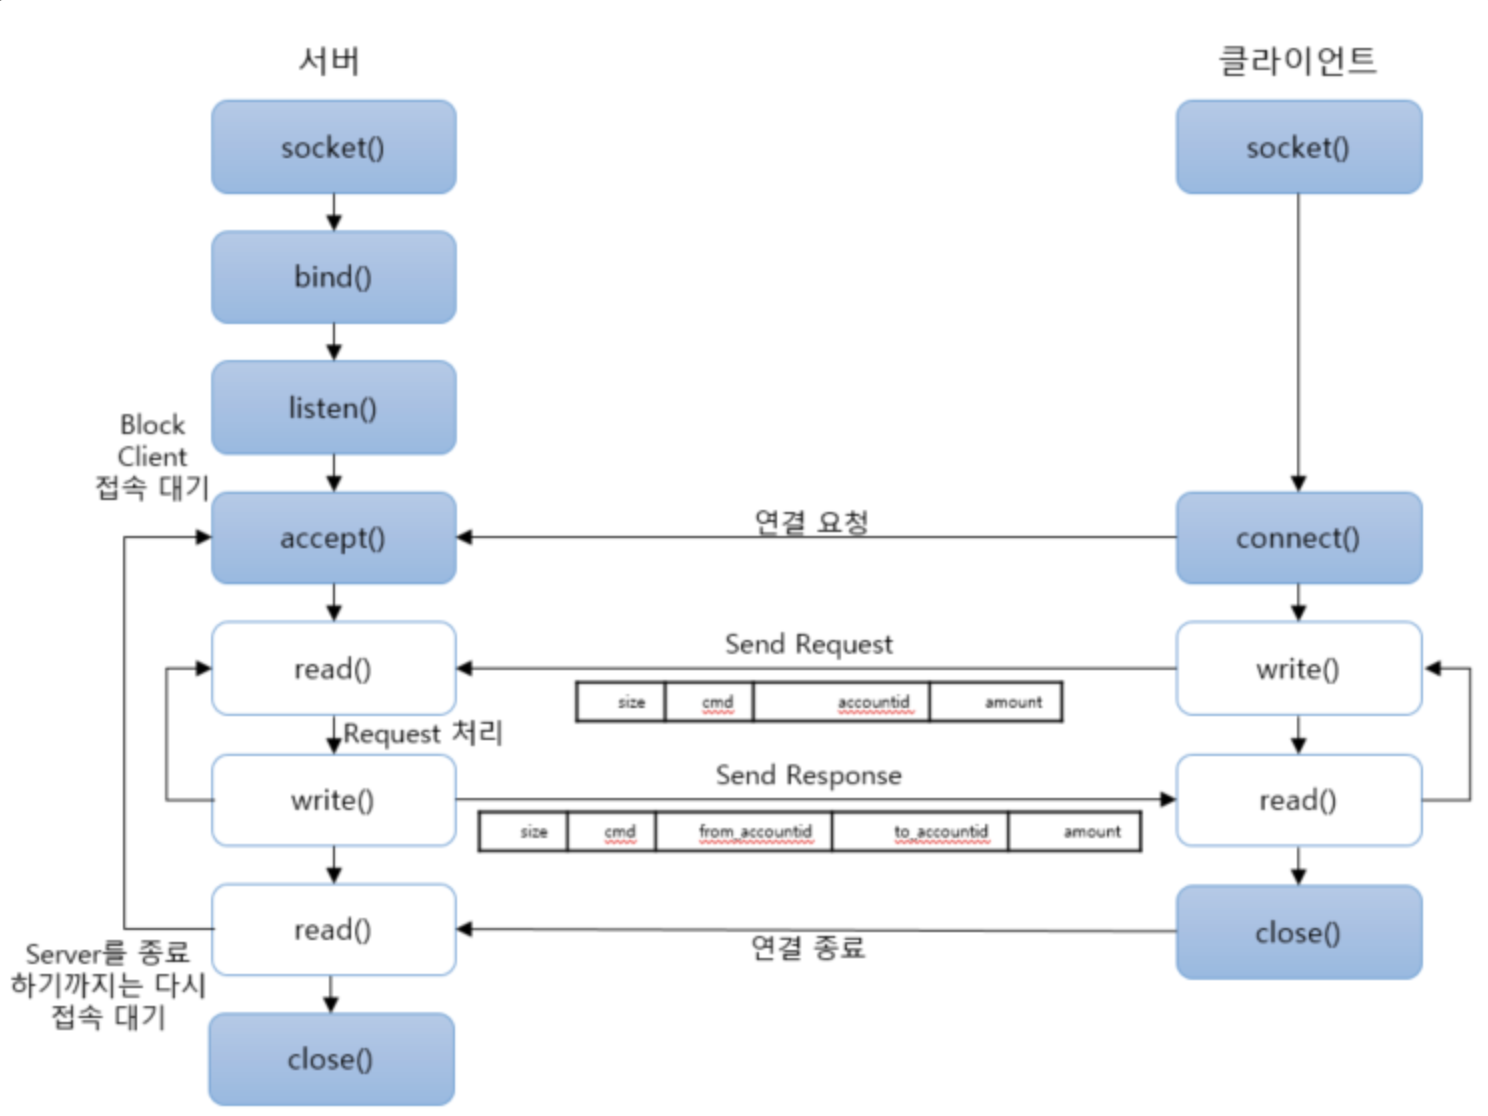 서버
클라이언트
socket()
socket()
bind()
listen()
Block
Client
접속 대기
accept()
연결 요청
connect()
read()
Send Request
write()
size cmd accountid amount
Request 처리
write()
Send Response
read()
size cmd from_accountid to_accountid amount
read()
연결 종료
close()
Server를 종료
하기까지는 다시
접속 대기
close()